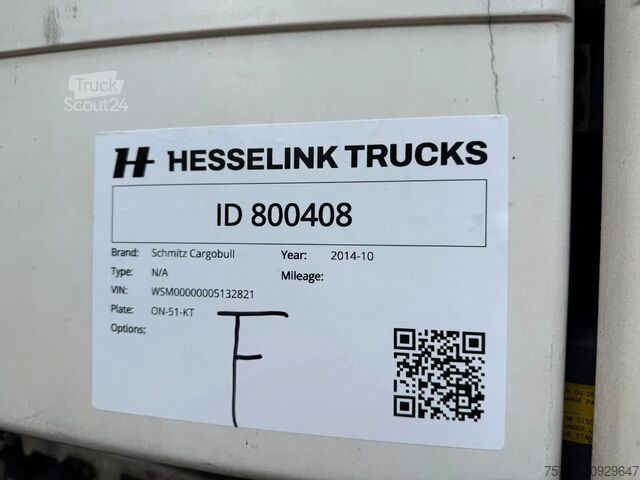 Truck
Scout24
HESSELINK TRUCKS
ID 800408
Brand: Schmitz Cargobull Year: 2014-10
Type: N/A Mileage:
VIN: WSM00000005132821
Plate: ON-51-KT
Options:
F